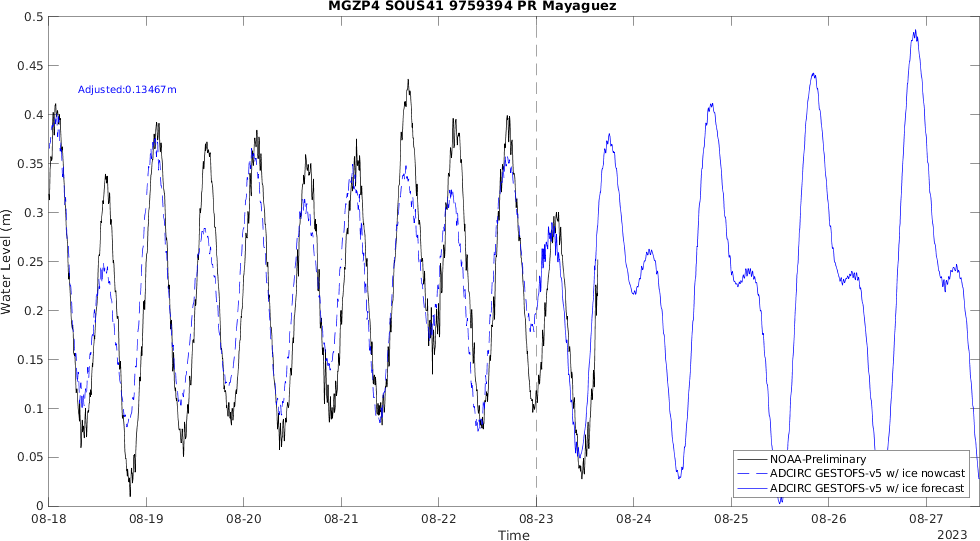 MGZP4 SOUS41 9759394 PR Mayaguez
0.5
0.45
0.4
0.35
0.3
0.25
0.2
0.15
0.1
0.05
0
Water Level (m)
Adjusted:0.13467m
NOAA-Preliminary
ADCIRC GESTOFS-v5 w/ ice nowcast
ADCIRC GESTOFS-v5 w/ ice forecast
08-18 08-19 08-20 08-21 08-22 08-23 08-24 08-25 08-26 08-27
Time
2023